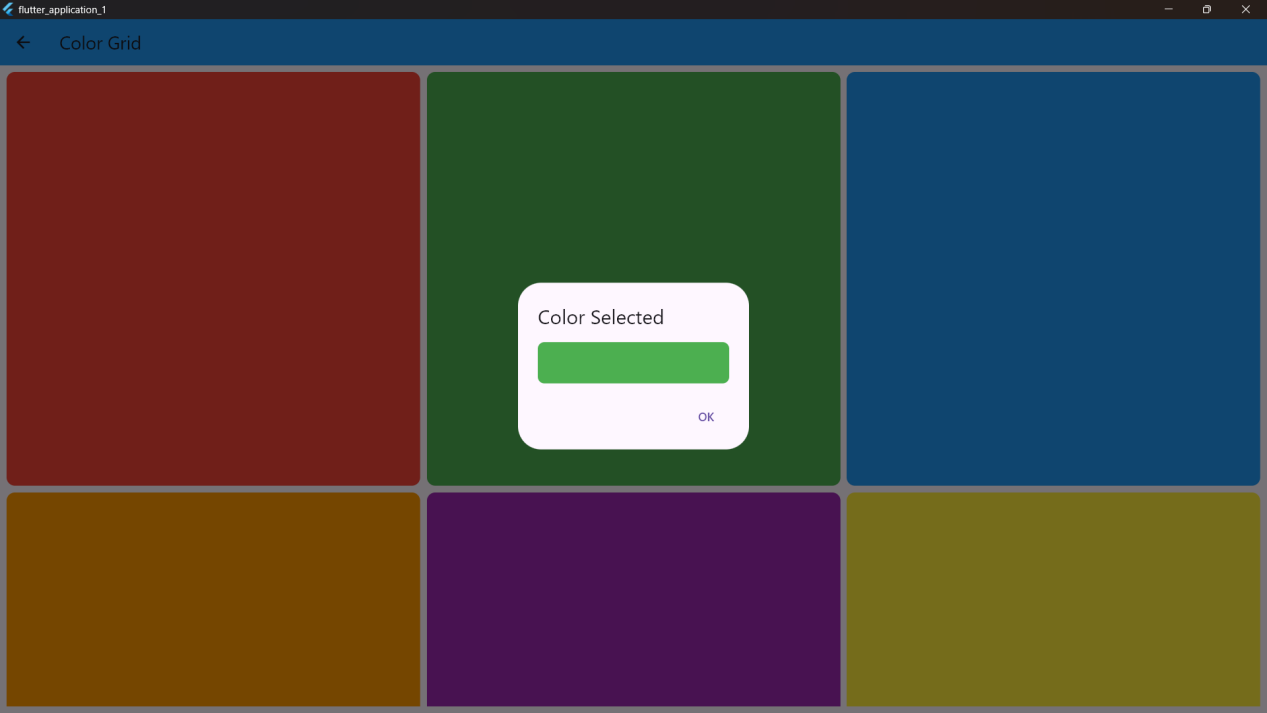 flutter_application_1
Color Grid
Color Selected
OK